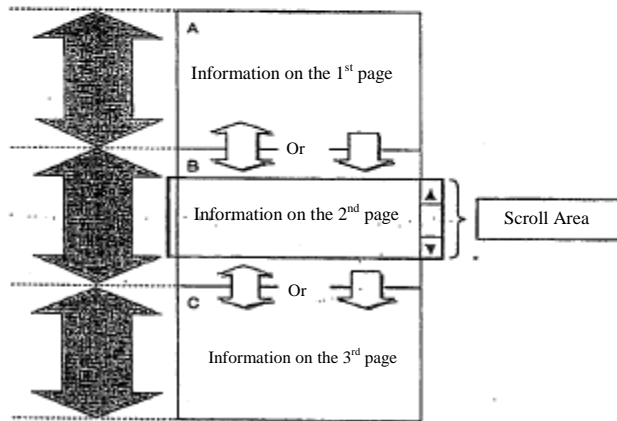 A
Information on the 1st page
Or
B
Information on the 2nd page
Scroll Area
Or
C
Information on the 3rd page